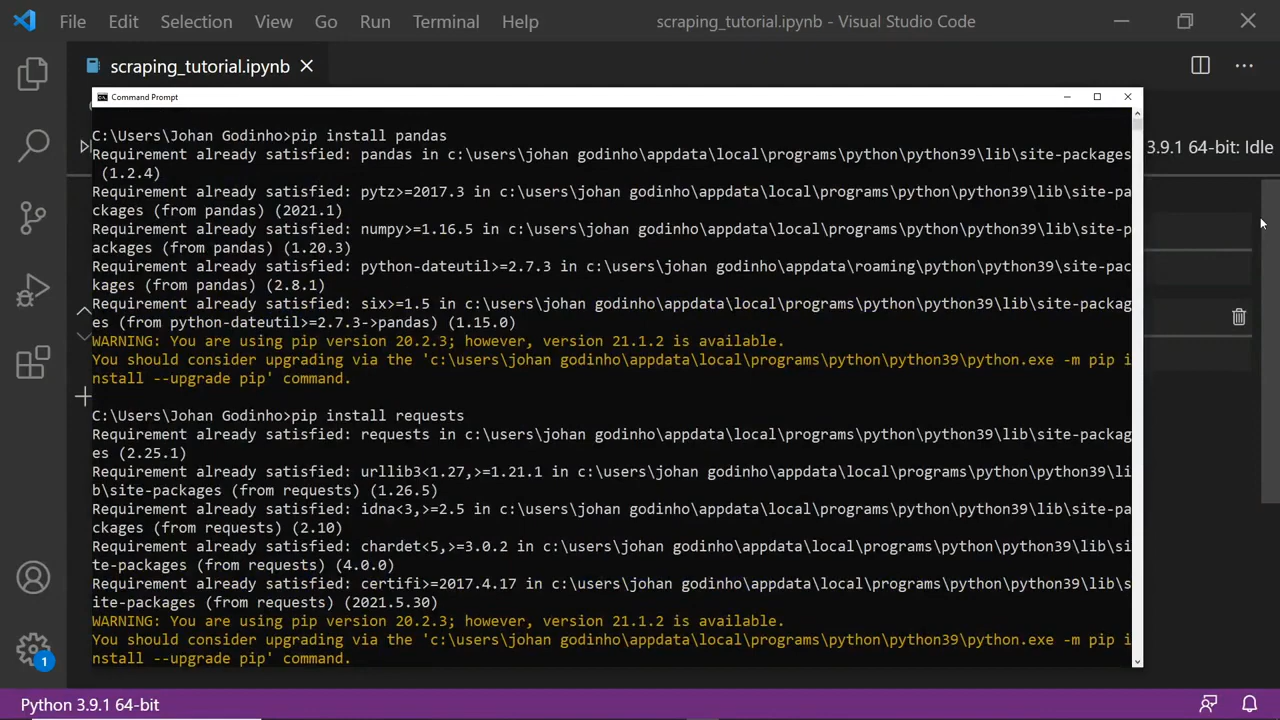 File Edit Selection View Go Run Terminal Help scraping_tutorial.ipynb - Visual Studio Code
scraping_tutorial.ipynb
Command Prompt
C:\Users\Johan Godinho>pip install pandas
Requirement already satisfied: pandas in c:\users\johan godinho\appdata\local\programs\python\python39\lib\site-packages
(1.2.4)
Requirement already satisfied: pytz>=2017.3 in c:\users\johan godinho\appdata\local\programs\python\python39\lib\site-pa
ckages (from pandas) (2021.1)
Requirement already satisfied: numpy>=1.16.5 in c:\users\johan godinho\appdata\local\programs\python\python39\lib\site-p
ackages (from pandas) (1.20.3)
Requirement already satisfied: python-dateutil>=2.7.3 in c:\users\johan godinho\appdata\roaming\python\python39\site-pac
kages (from pandas) (2.8.1)
Requirement already satisfied: six>=1.5 in c:\users\johan godinho\appdata\local\programs\python\python39\lib\site-packag
es (from python-dateutil>=2.7.3->pandas) (1.15.0)
WARNING: You are using pip version 20.2.3; however, version 21.1.2 is available.
You should consider upgrading via the 'c:\users\johan godinho\appdata\local\programs\python\python39\python.exe -m pip i
nstall --upgrade pip' command.
C:\Users\Johan Godinho>pip install requests
Requirement already satisfied: requests in c:\users\johan godinho\appdata\local\programs\python\python39\lib\site-packag
es (2.25.1)
Requirement already satisfied: urllib3<1.27,>=1.21.1 in c:\users\johan godinho\appdata\local\programs\python\python39\li
b\site-packages (from requests) (1.26.5)
Requirement already satisfied: idna<3,>=2.5 in c:\users\johan godinho\appdata\local\programs\python\python39\lib\site-pa
ckages (from requests) (2.10)
Requirement already satisfied: chardet<5,>=3.0.2 in c:\users\johan godinho\appdata\local\programs\python\python39\lib\si
te-packages (from requests) (4.0.0)
Requirement already satisfied: certifi>=2017.4.17 in c:\users\johan godinho\appdata\local\programs\python\python39\lib\s
ite-packages (from requests) (2021.5.30)
WARNING: You are using pip version 20.2.3; however, version 21.1.2 is available.
You should consider upgrading via the 'c:\users\johan godinho\appdata\local\programs\python\python39\python.exe -m pip i
nstall --upgrade pip' command.
3.9.1 64-bit: Idle
1
Python 3.9.1 64-bit